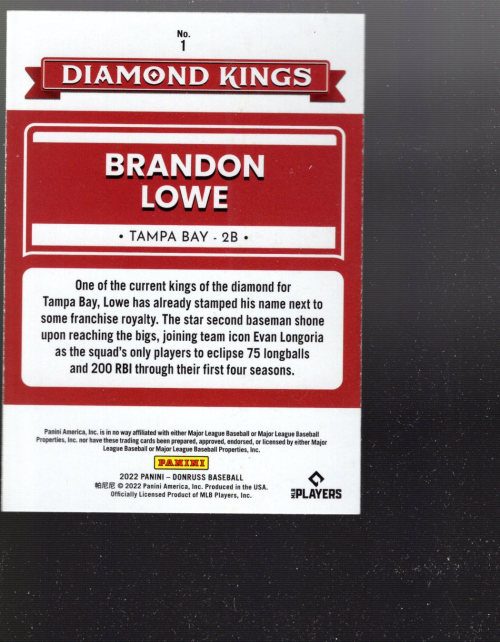 No.
1
DIAMOND KINGS
BRANDON
LOWE
• TAMPA BAY - 2B •
One of the current kings of the diamond for
Tampa Bay, Lowe has already stamped his name next to
some franchise royalty. The star second baseman shone
upon reaching the bigs, joining team icon Evan Longoria
as the squad's only players to eclipse 75 longballs
and 200 RBI through their first four seasons.
Panini America, Inc. is in no way affiliated with either Major League Baseball or Major League Baseball
Properties, Inc. nor have these trading cards been prepared, approved, endorsed, or licensed by either Major
League Baseball or Major League Baseball Properties, Inc.
PANINI
2022 PANINI – DONRUSS BASEBALL
帕尼尼 © 2022 Panini America, Inc. Produced in the USA.
Officially Licensed Product of MLB Players, Inc.
MLB PLAYERS